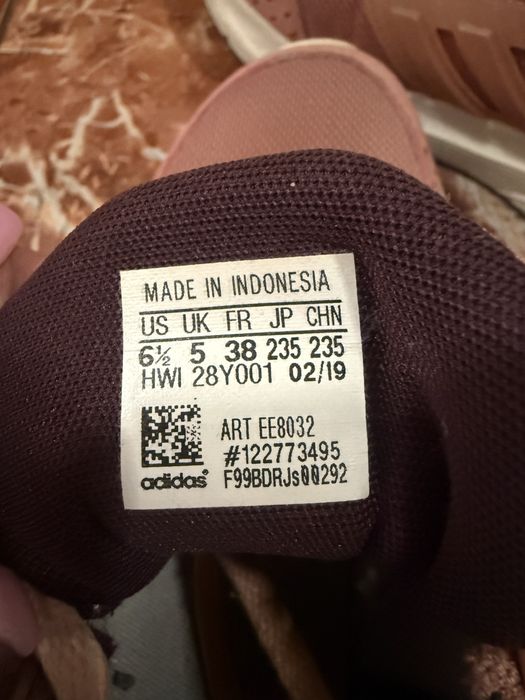 MADE IN INDONESIA
US UK FR JP CHN
6½ 5 38 235 235
HWI 28Y001 02/19
ART EE8032
#122773495
adidas® F99BDRJs00292